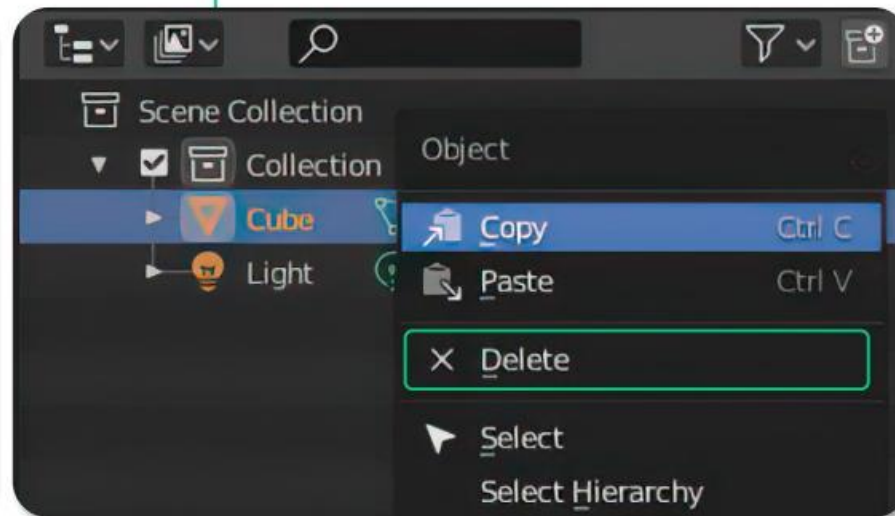 Scene Collection
Collection
Cube
Light
Object
Copy Ctrl C
Paste Ctrl V
Delete
Select
Select Hierarchy